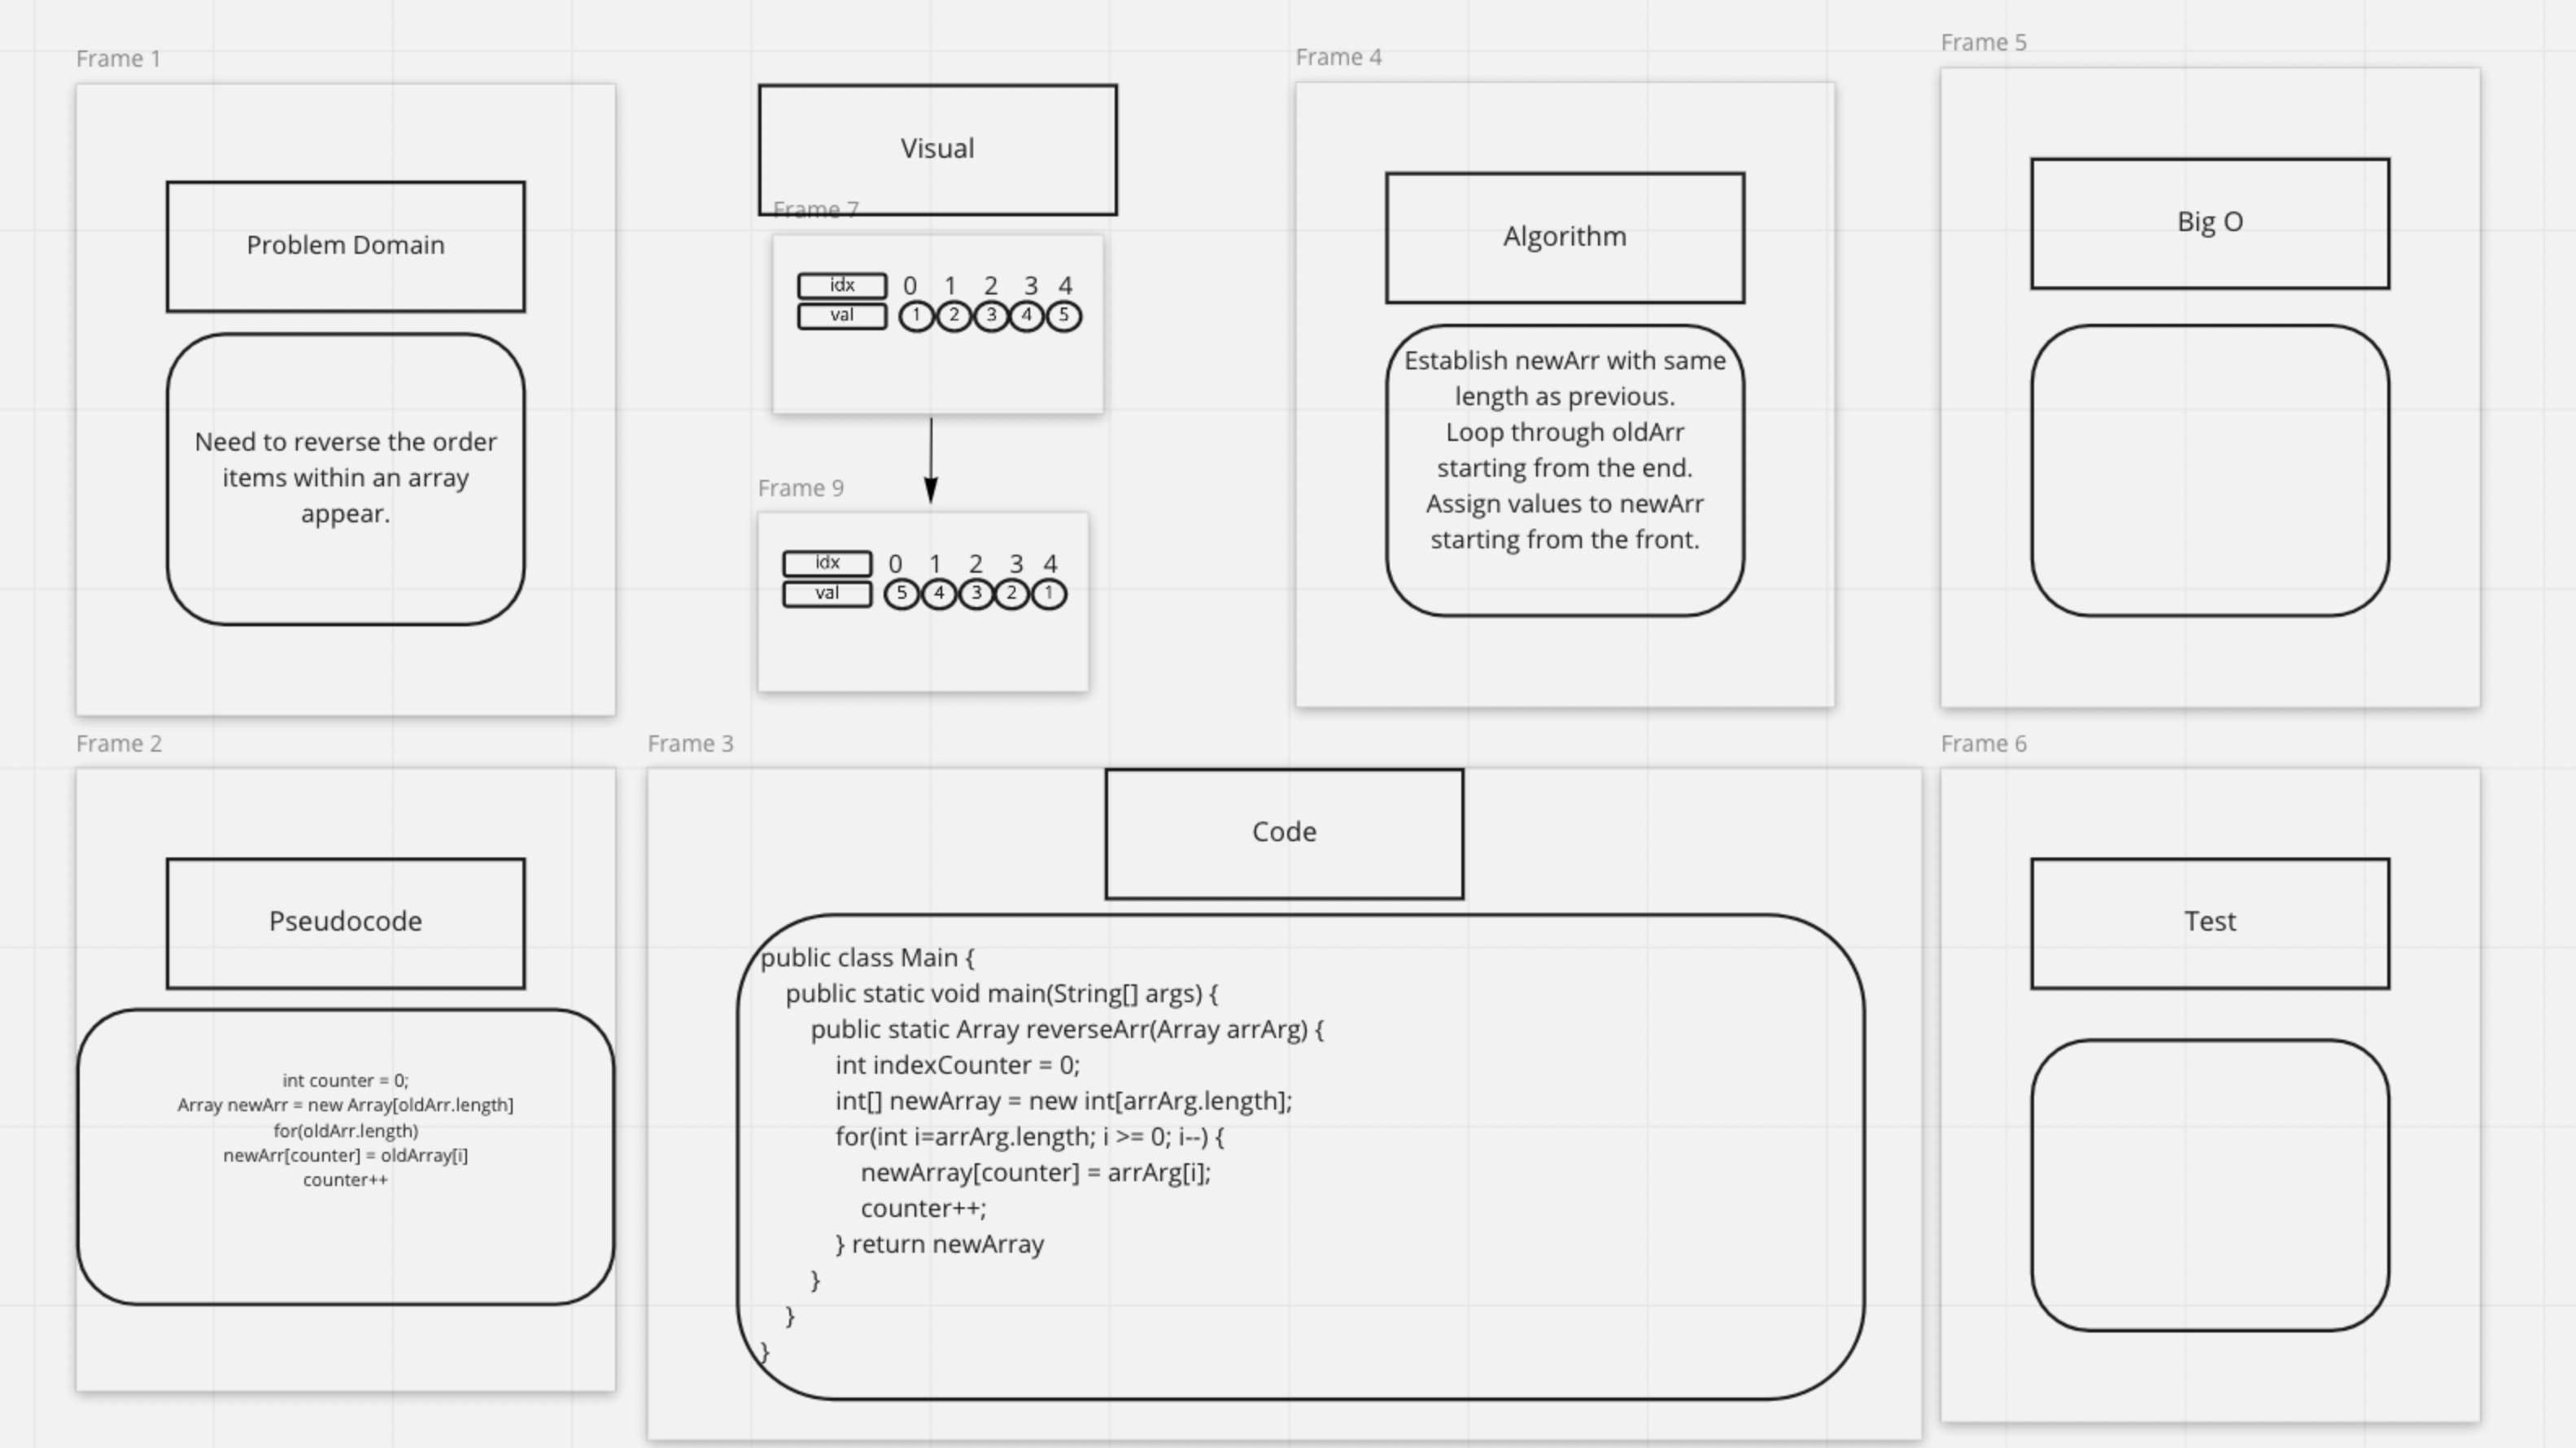 Frame 1
Problem Domain
Need to reverse the order
items within an array
appear.
Visual
Frame 7
idx 0 1 2 3 4
val 1 2 3 4 5
Frame 9
idx 0 1 2 3 4
val 5 4 3 2 1
Frame 4
Algorithm
Establish newArr with same
length as previous.
Loop through oldArr
starting from the end.
Assign values to newArr
starting from the front.
Frame 5
Big O
Frame 2
Pseudocode
int counter = 0;
Array newArr = new Array[oldArr.length]
for(oldArr.length)
newArr[counter] = oldArray[i]
counter++
Frame 3
Code
public class Main {
    public static void main(String[] args) {
        public static Array reverseArr(Array arrArg) {
            int indexCounter = 0;
            int[] newArray = new int[arrArg.length];
            for(int i=arrArg.length; i >= 0; i--) {
                newArray[counter] = arrArg[i];
                counter++;
            } return newArray
        }
    }
}
Frame 6
Test